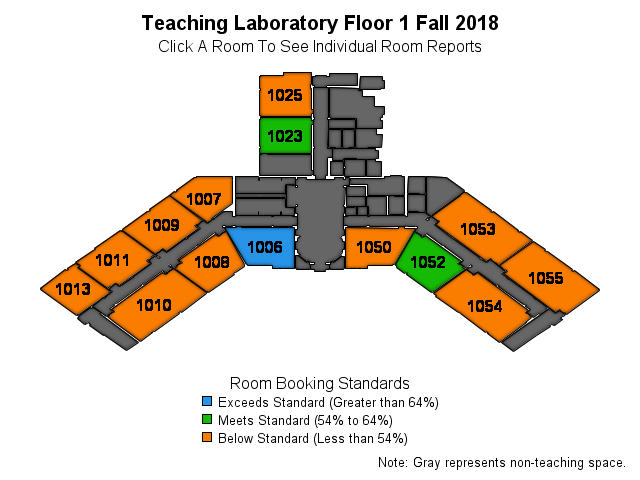 Teaching Laboratory Floor 1 Fall 2018
Click A Room To See Individual Room Reports
1025
1023
1007
1009
1053
1006
1050
1011
1008
1052
1055
1013
1010
1054
Room Booking Standards
Exceeds Standard (Greater than 64%)
Meets Standard (54% to 64%)
Below Standard (Less than 54%)
Note: Gray represents non-teaching space.